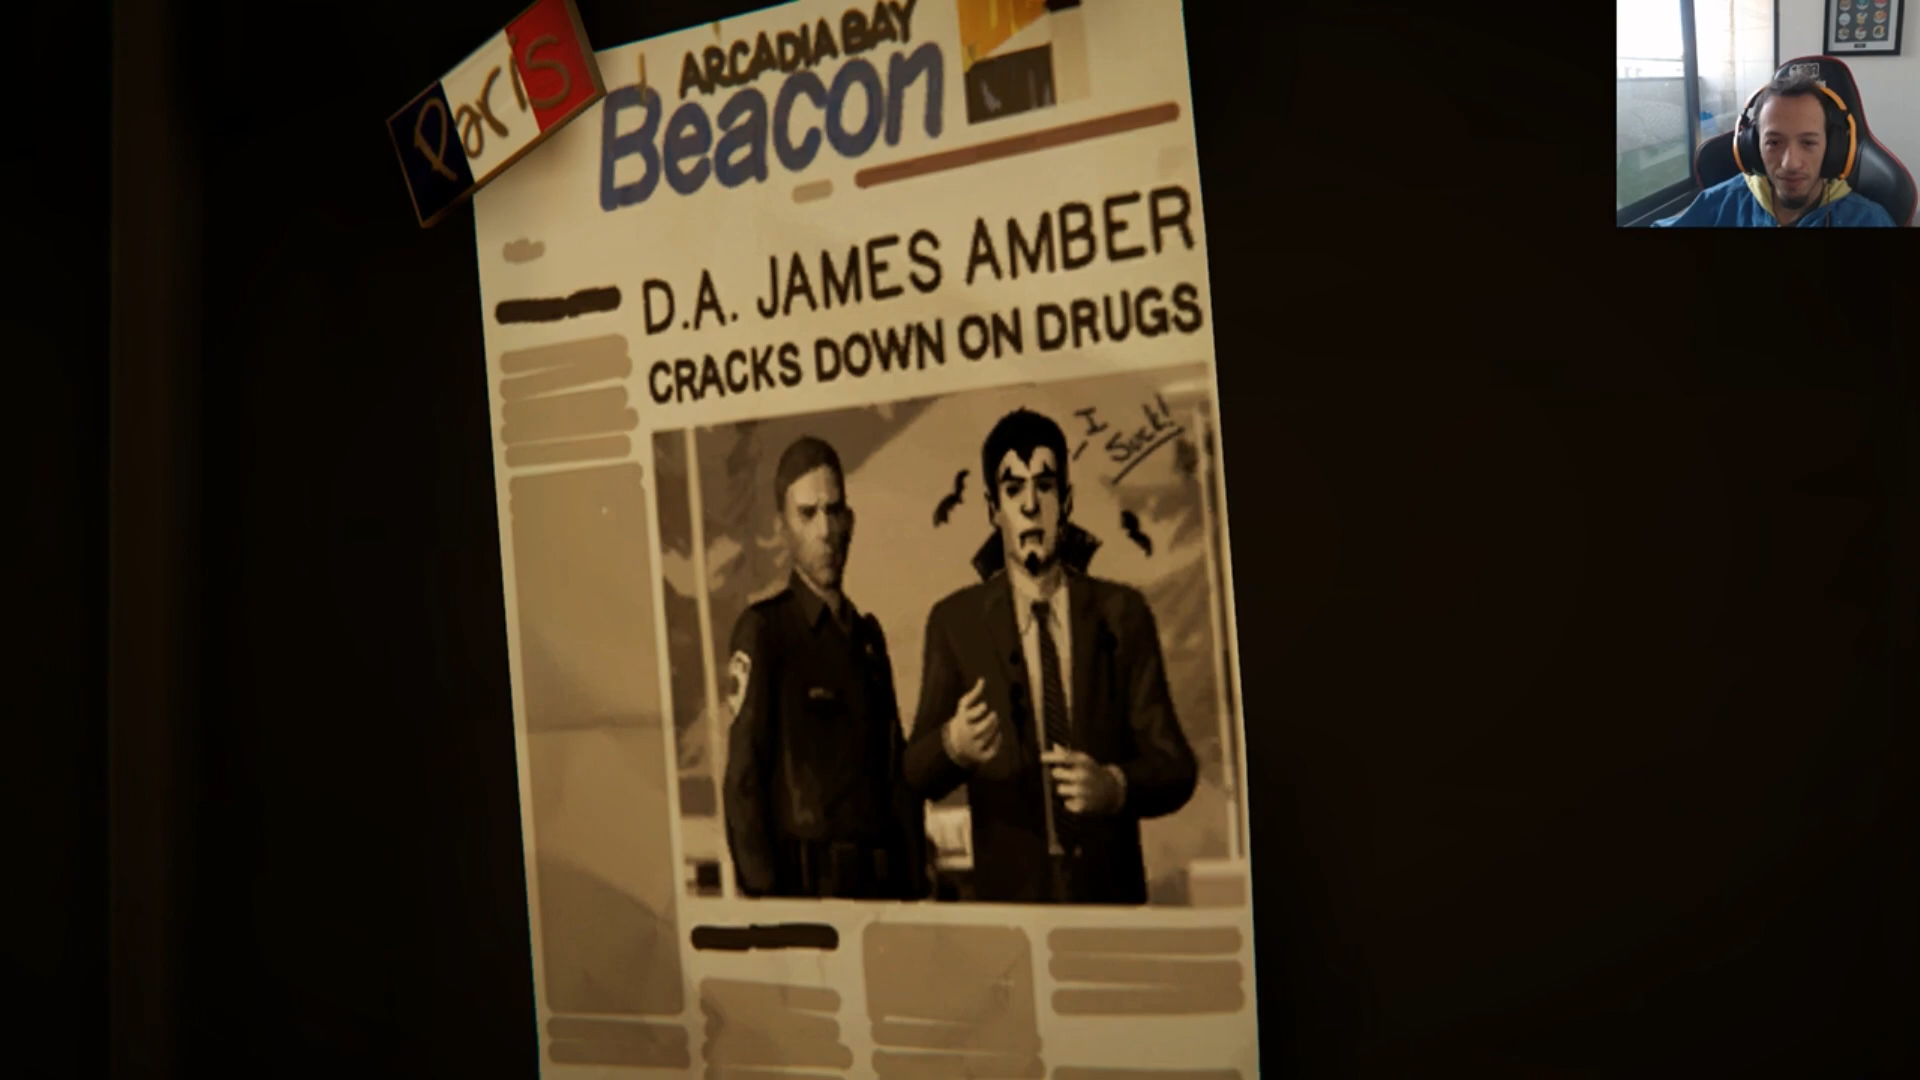 Paris
ARCADIA BAY
Beacon
D.A. JAMES AMBER
CRACKS DOWN ON DRUGS
I
Suck!